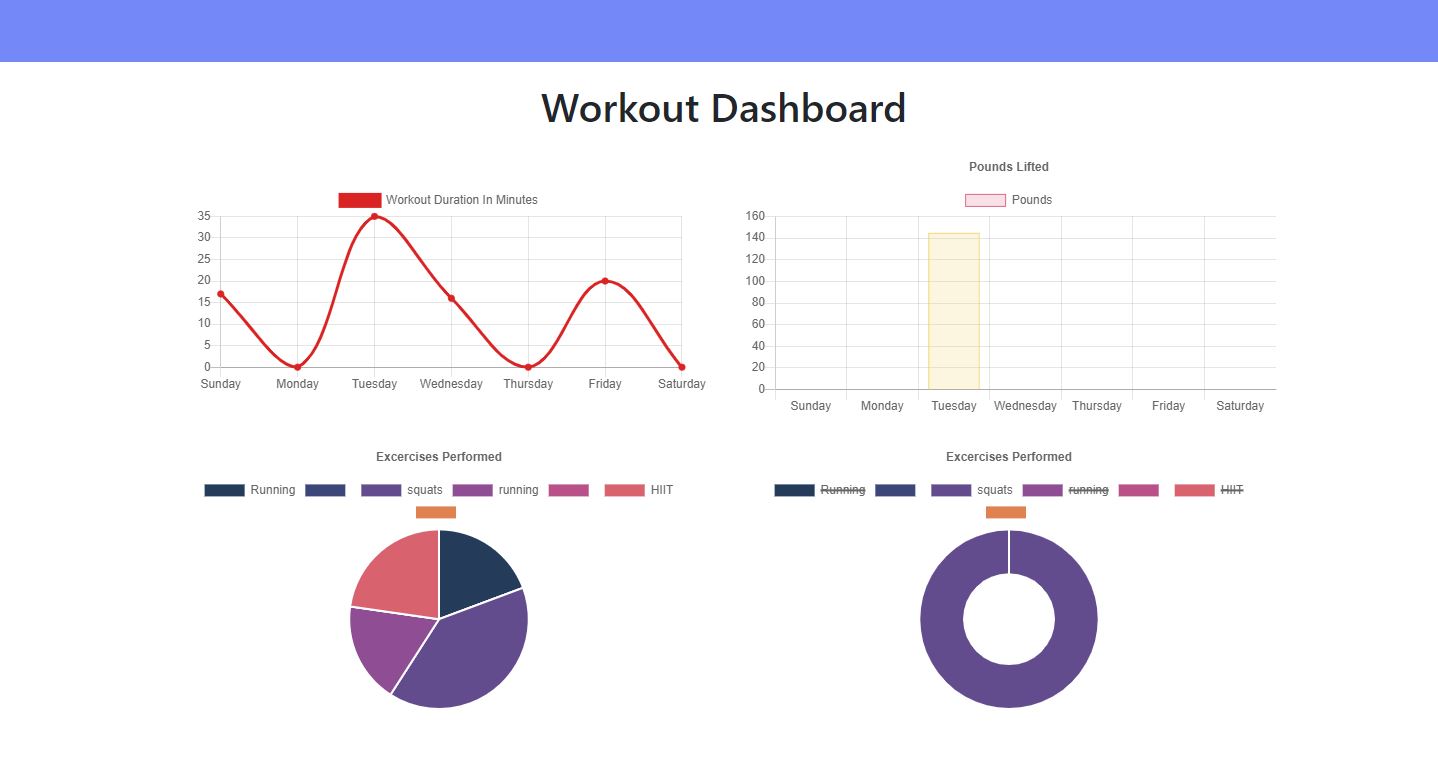 Workout Dashboard
Workout Duration In Minutes
35
30
25
20
15
10
5
0
Sunday Monday Tuesday Wednesday Thursday Friday Saturday
Pounds Lifted
Pounds
160
140
120
100
80
60
40
20
0
Sunday Monday Tuesday Wednesday Thursday Friday Saturday
Excercises Performed
Running squats running HIIT
Excercises Performed
Running squats running HIIT